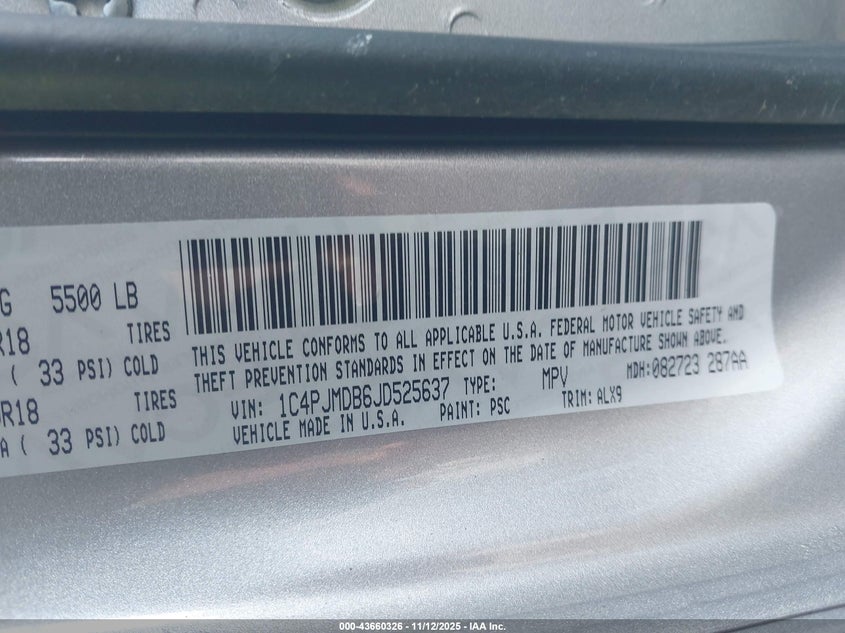 G 5500 LB
R18 TIRES
( 33 PSI) COLD
R18 TIRES
A ( 33 PSI) COLD
THIS VEHICLE CONFORMS TO ALL APPLICABLE U.S.A. FEDERAL MOTOR VEHICLE SAFETY AND
THEFT PREVENTION STANDARDS IN EFFECT ON THE DATE OF MANUFACTURE SHOWN ABOVE.
VIN: 1C4PJMDB6JD525637 TYPE: MPV MDH:082723 287AA
VEHICLE MADE IN U.S.A. PAINT: PSC TRIM: ALX9
000-43660326 - 11/12/2025 - IAA Inc.